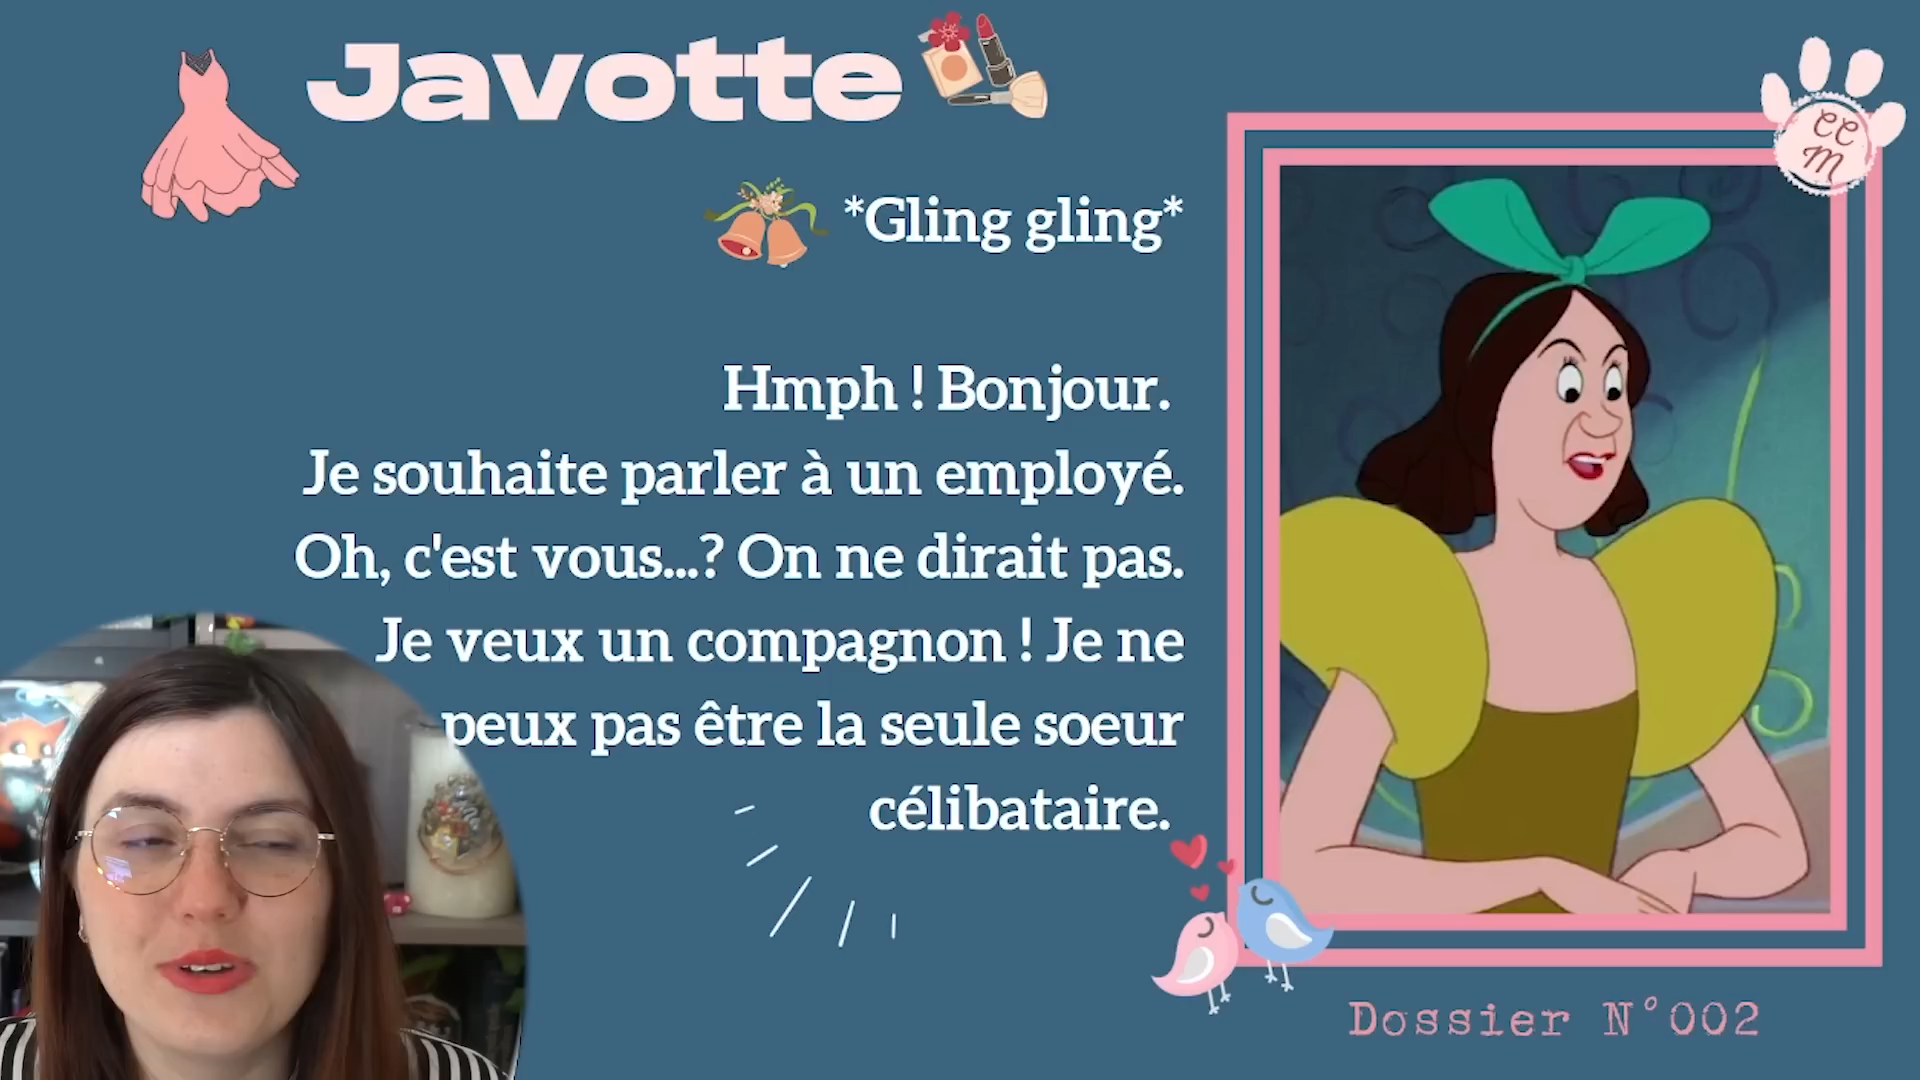 Javotte
ee
m
*Gling gling*
Hmph ! Bonjour.
Je souhaite parler à un employé.
Oh, c'est vous...? On ne dirait pas.
Je veux un compagnon ! Je ne
peux pas être la seule soeur
célibataire.
Dossier N°002